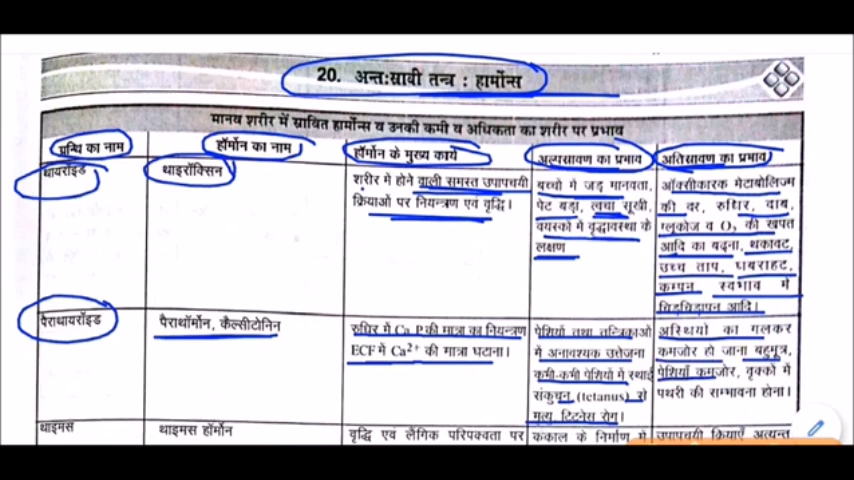 20. अन्तःस्रावी तन्त्र : हार्मोन्स
मानव शरीर में स्रावित हार्मोन्स व उनकी कमी व अधिकता का शरीर पर प्रभाव
ग्रन्थि का नाम
हॉर्मोन का नाम
हॉर्मोन के मुख्य कार्य
अल्पस्रावण का प्रभाव
अतिस्रावण का प्रभाव
थायरॉइड
थाइरॉक्सिन
शरीर में होने वाली समस्त उपापचयी
क्रियाओं पर नियन्त्रण एवं वृद्धि।
बच्चों में जड़ मानवता,
पेट बड़ा, त्वचा सूखी,
वयस्कों में वृद्धावस्था के
लक्षण
ऑक्सीकारक मेटाबोलिज्म
की दर, रुधिर, दाब,
ग्लूकोज व O2 की खपत
आदि का बढ़ना, थकावट,
उच्च ताप, घबराहट,
कम्पन, स्वभाव में
चिड़चिड़ापन आदि।
पैराथायरॉइड
पैराथॉर्मोन, कैल्सीटोनिन
रुधिर में Ca P की मात्रा का नियन्त्रण
ECF में Ca2+ की मात्रा घटाना।
पेशियों तथा तन्त्रिकाओं
में अनावश्यक उत्तेजना
कभी-कभी पेशियों में स्थाई
संकुचन (tetanus) से
मृत्यु टिटनेस रोग।
अस्थियों का गलकर
कमजोर हो जाना बहुमूत्र,
पेशियाँ कमजोर, वृक्कों में
पथरी की सम्भावना होना।
थाइमस
थाइमस हॉर्मोन
वृद्धि एवं लैंगिक परिपक्वता पर
कंकाल के निर्माण में
उपापचयी क्रियाएँ अत्यन्त